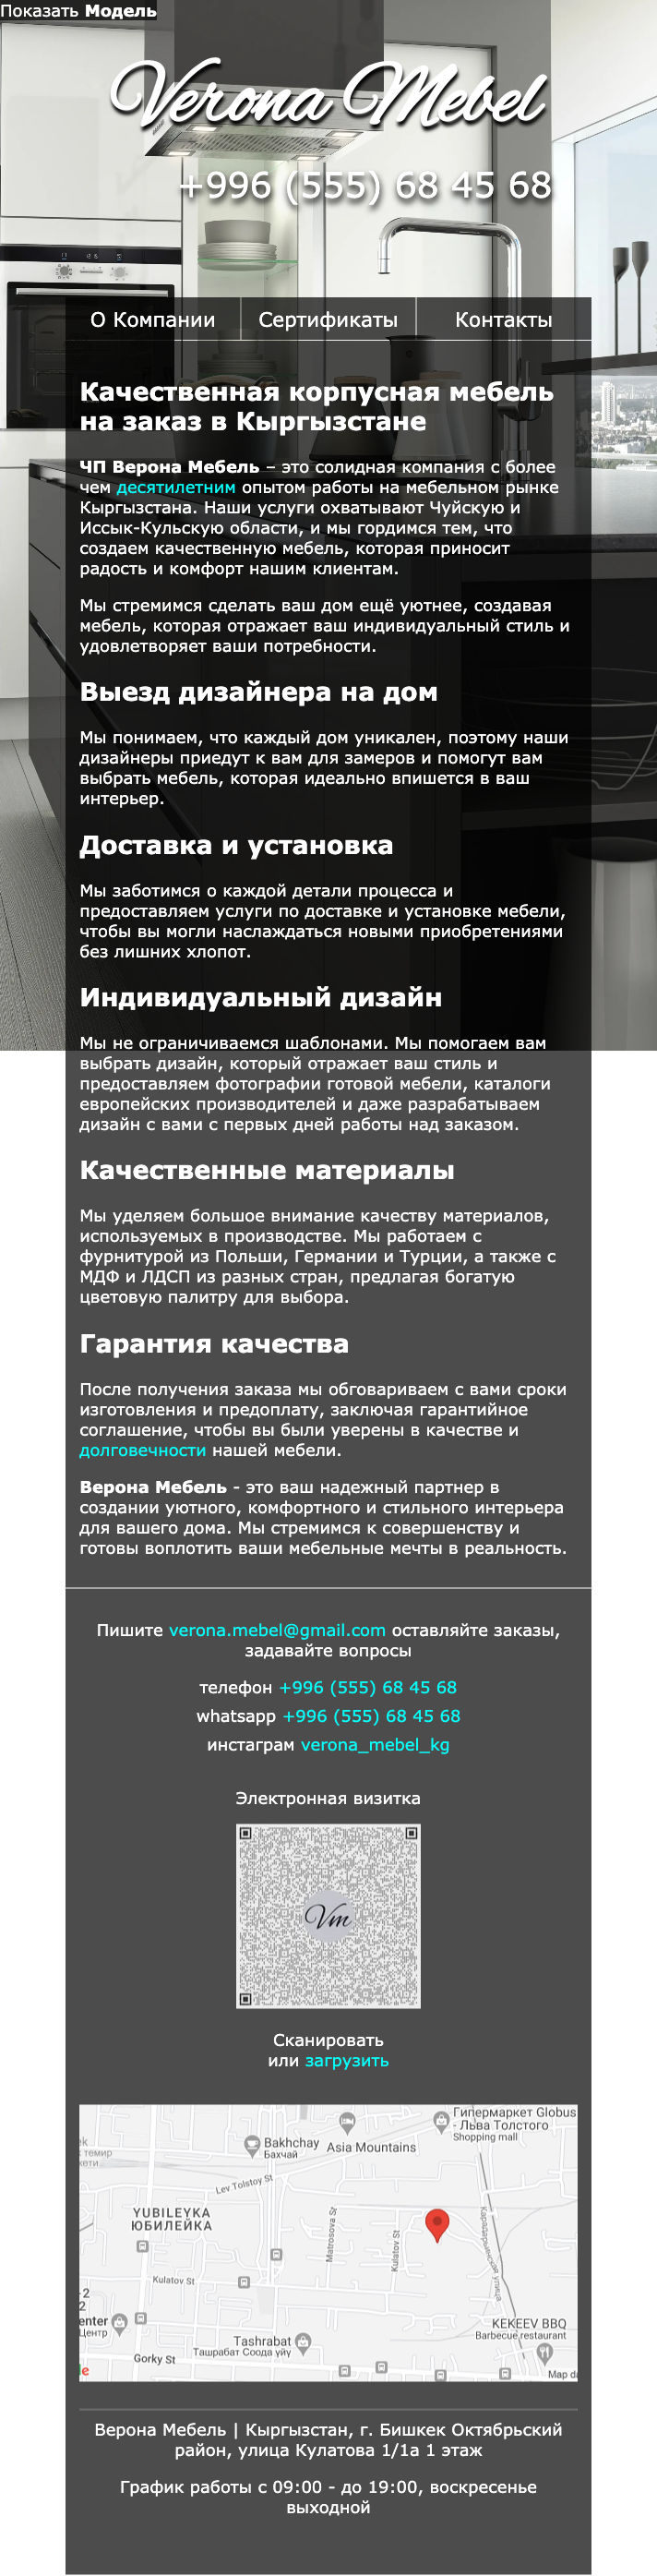 Показать Модель
Verona Mebel
+996 (555) 68 45 68
О Компании
Сертификаты
Контакты
Качественная корпусная мебель
на заказ в Кыргызстане
ЧП Верона Мебель – это солидная компания с более
чем десятилетним опытом работы на мебельном рынке
Кыргызстана. Наши услуги охватывают Чуйскую и
Иссык-Кульскую области, и мы гордимся тем, что
создаем качественную мебель, которая приносит
радость и комфорт нашим клиентам.
Мы стремимся сделать ваш дом ещё уютнее, создавая
мебель, которая отражает ваш индивидуальный стиль и
удовлетворяет ваши потребности.
Выезд дизайнера на дом
Мы понимаем, что каждый дом уникален, поэтому наши
дизайнеры приедут к вам для замеров и помогут вам
выбрать мебель, которая идеально впишется в ваш
интерьер.
Доставка и установка
Мы заботимся о каждой детали процесса и
предоставляем услуги по доставке и установке мебели,
чтобы вы могли наслаждаться новыми приобретениями
без лишних хлопот.
Индивидуальный дизайн
Мы не ограничиваемся шаблонами. Мы помогаем вам
выбрать дизайн, который отражает ваш стиль и
предоставляем фотографии готовой мебели, каталоги
европейских производителей и даже разрабатываем
дизайн с вами с первых дней работы над заказом.
Качественные материалы
Мы уделяем большое внимание качеству материалов,
используемых в производстве. Мы работаем с
фурнитурой из Польши, Германии и Турции, а также с
МДФ и ЛДСП из разных стран, предлагая богатую
цветовую палитру для выбора.
Гарантия качества
После получения заказа мы обговариваем с вами сроки
изготовления и предоплату, заключая гарантийное
соглашение, чтобы вы были уверены в качестве и
долговечности нашей мебели.
Верона Мебель - это ваш надежный партнер в
создании уютного, комфортного и стильного интерьера
для вашего дома. Мы стремимся к совершенству и
готовы воплотить ваши мебельные мечты в реальность.
Пишите verona.mebel@gmail.com оставляйте заказы,
задавайте вопросы
телефон +996 (555) 68 45 68
whatsapp +996 (555) 68 45 68
инстаграм verona_mebel_kg
Электронная визитка
Vm
Сканировать
или загрузить
Гипермаркет Globus
- Льва Толстого
Shopping mall
Bakhchay
Бахчай
Asia Mountains
темир
Lev Tolstoy St
YUBILEYKA
ЮБИЛЕЙКА
Matrosova St
Kulatov St
Карадарьинская улица
Kulatov St
enter
Центр
KEKEEV BBQ
Barbecue restaurant
Tashrabat
Ташрабат Соода үйү
Gorky St
Map da
Верона Мебель | Кыргызстан, г. Бишкек Октябрьский
район, улица Кулатова 1/1а 1 этаж
График работы с 09:00 - до 19:00, воскресенье
выходной